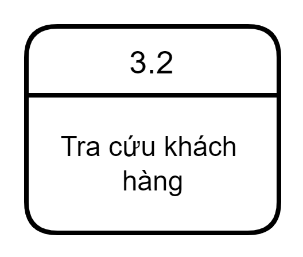 3.2
Tra cứu khách
hàng